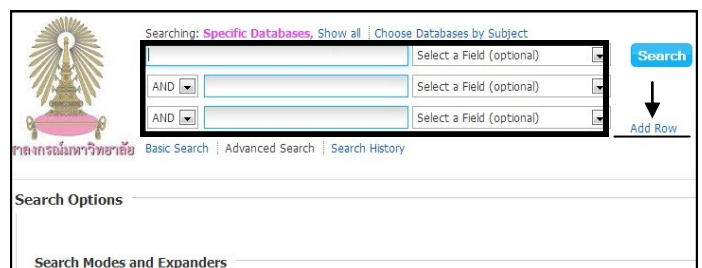 Searching: Specific Databases, Show all Choose Databases by Subject
Select a Field (optional) Search
AND Select a Field (optional)
AND Select a Field (optional) Add Row
าลงกรณ์มหาวิทยาลัย Basic Search Advanced Search Search History
Search Options
Search Modes and Expanders